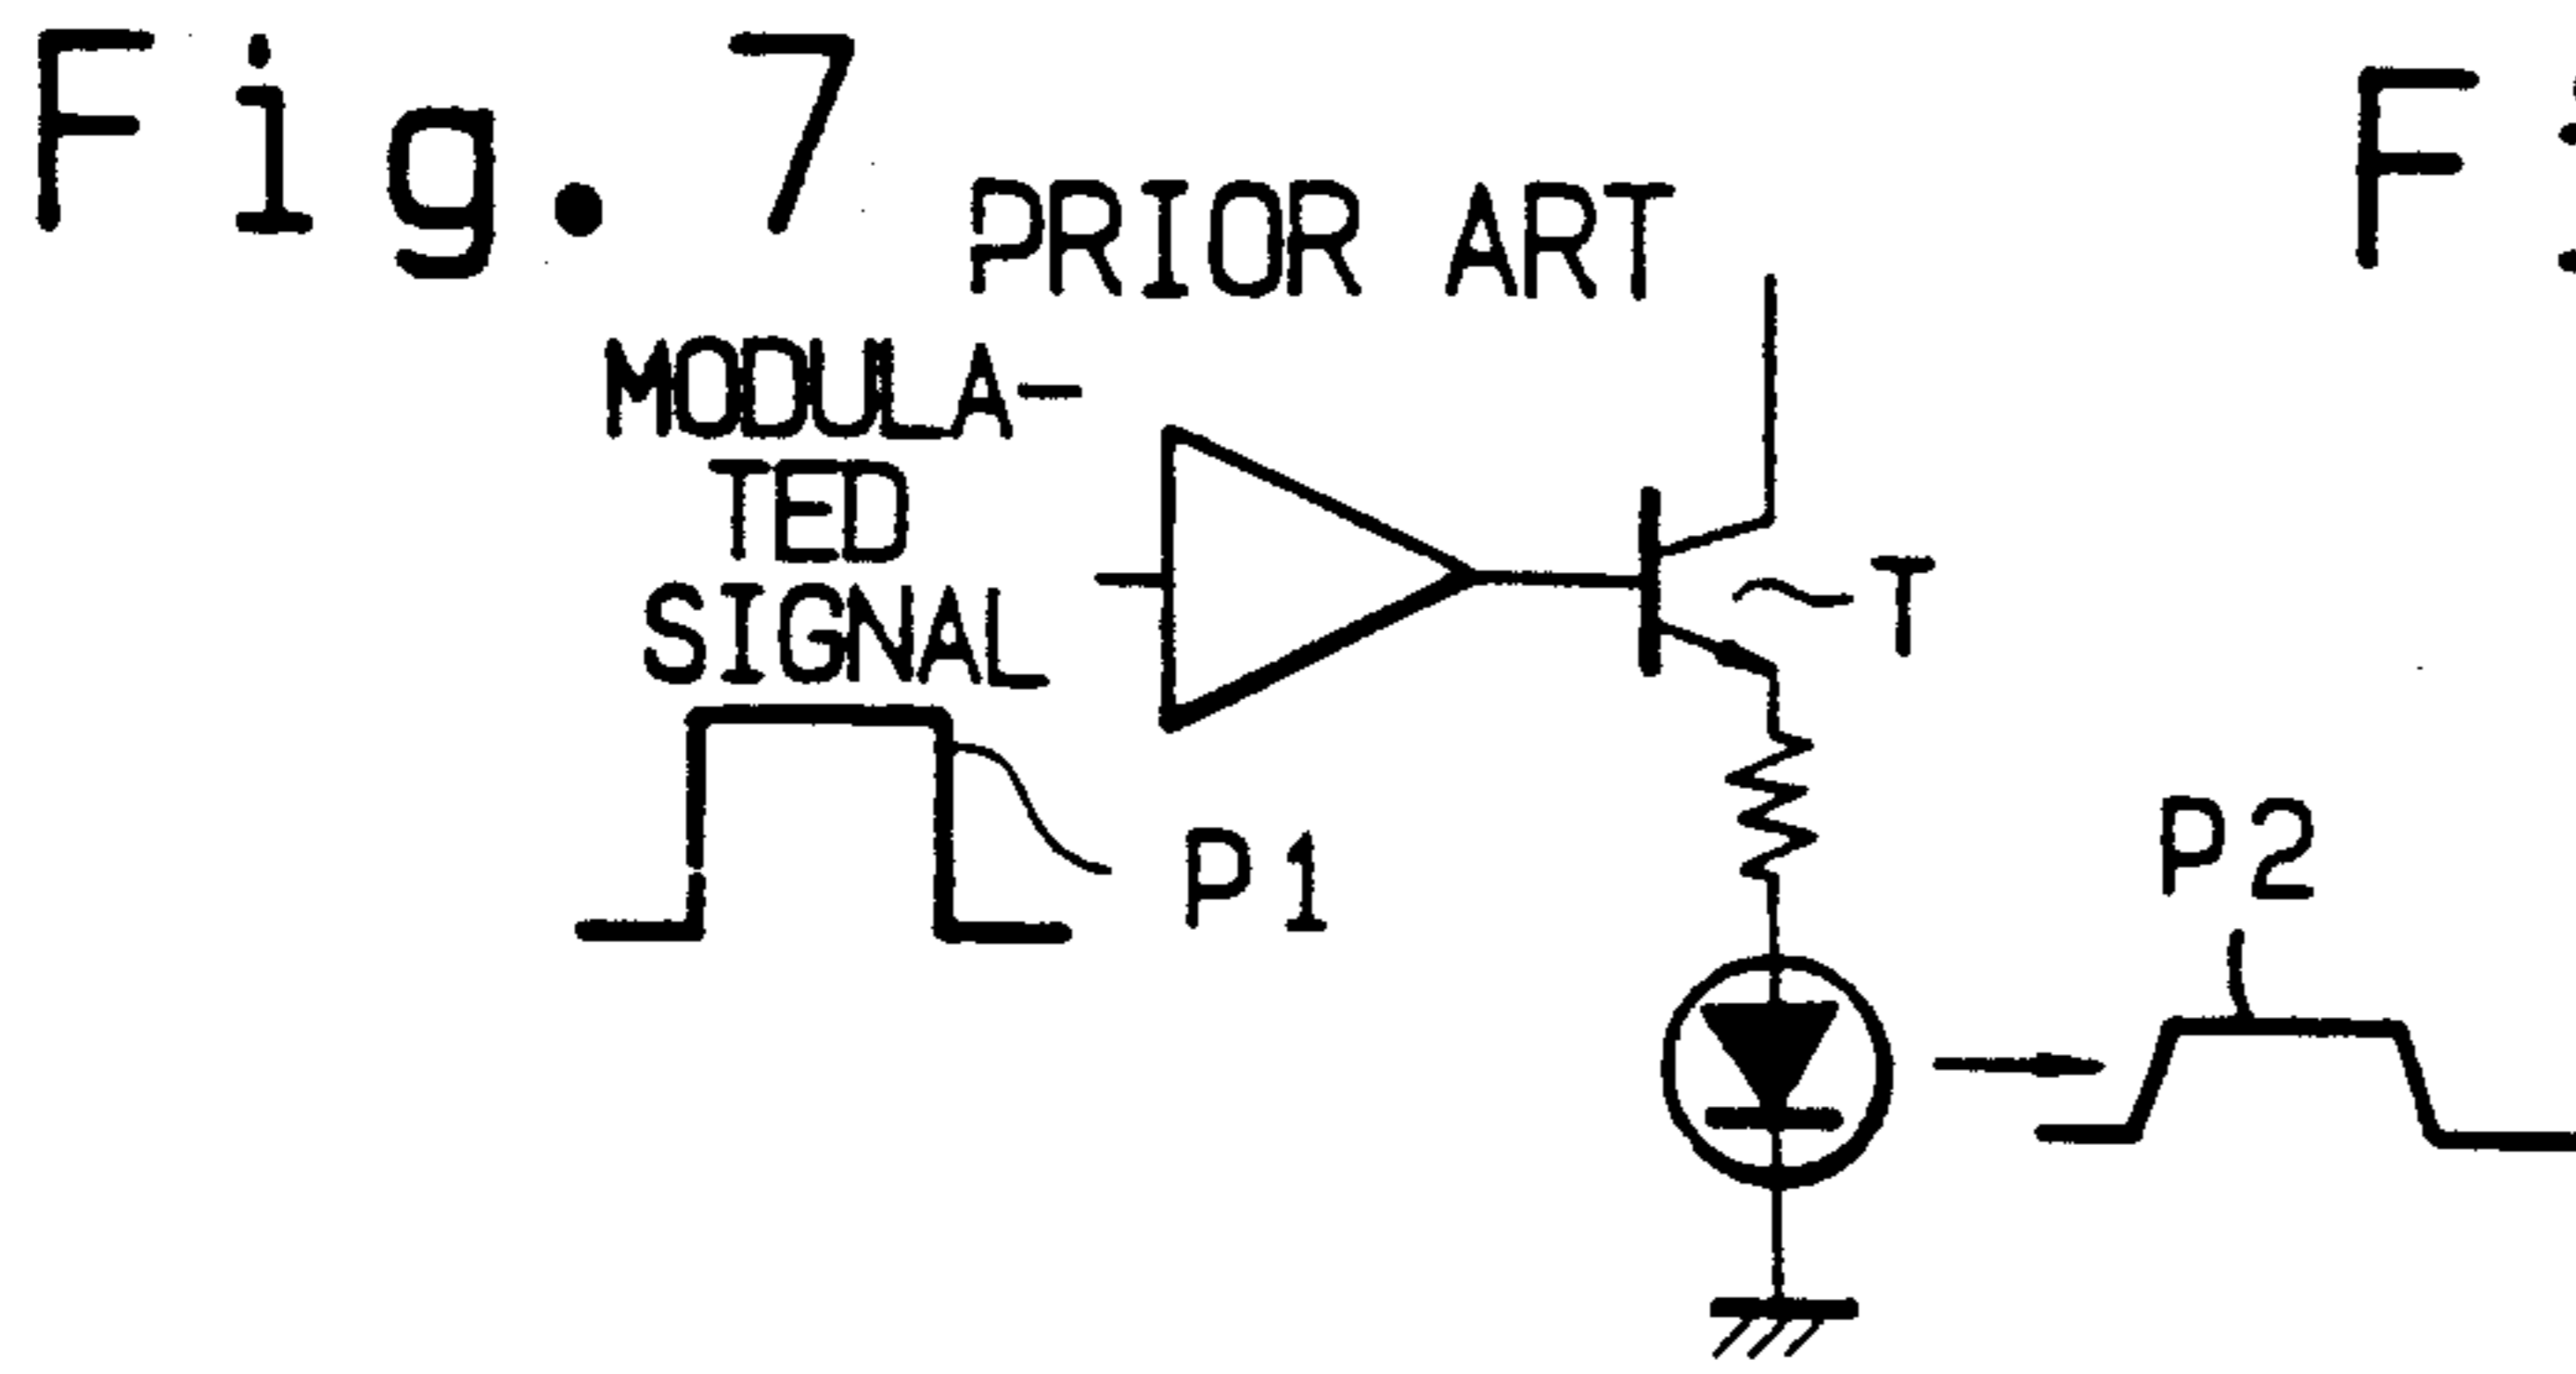 Fig. 7
PRIOR ART
MODULA-
TED
SIGNAL
T
P1
P2